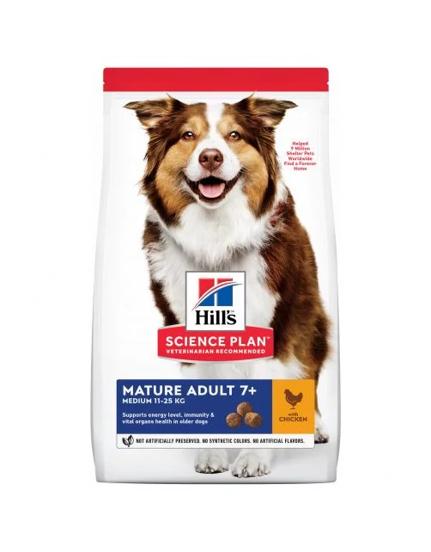 Helped
9 Million
Shelter Pets
Worldwide
Find a Forever
Home
Hill's
SCIENCE PLAN™
VETERINARIAN RECOMMENDED
MATURE ADULT 7+
MEDIUM 11-25 KG
Supports energy level, immunity &
vital organs health in older dogs
with
CHICKEN
NOT ARTIFICIALLY PRESERVED. NO SYNTHETIC COLORS. NO ARTIFICIAL FLAVORS.